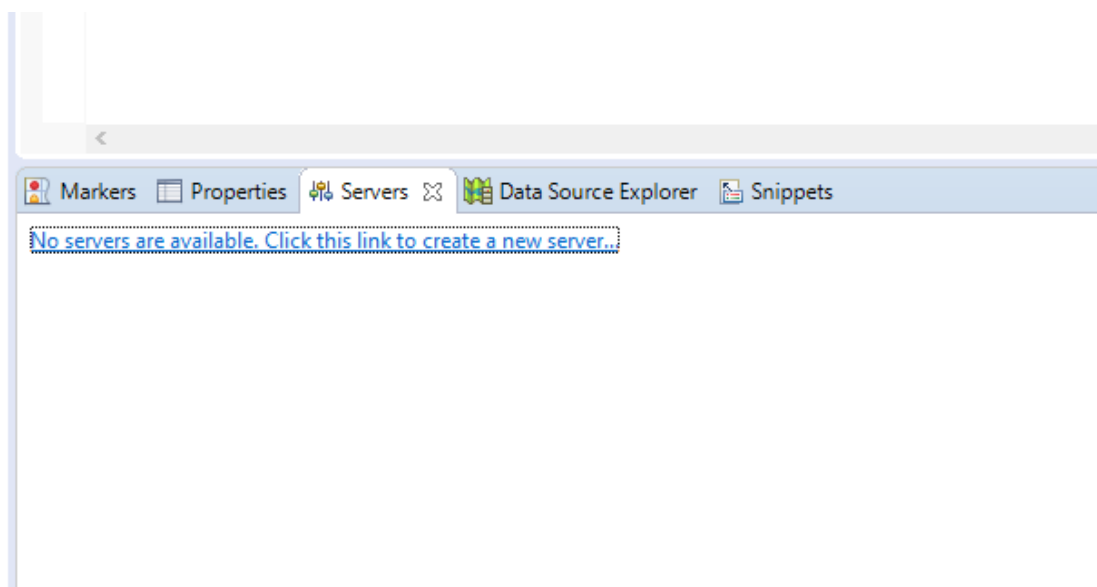 Markers Properties Servers Data Source Explorer Snippets
No servers are available. Click this link to create a new server...